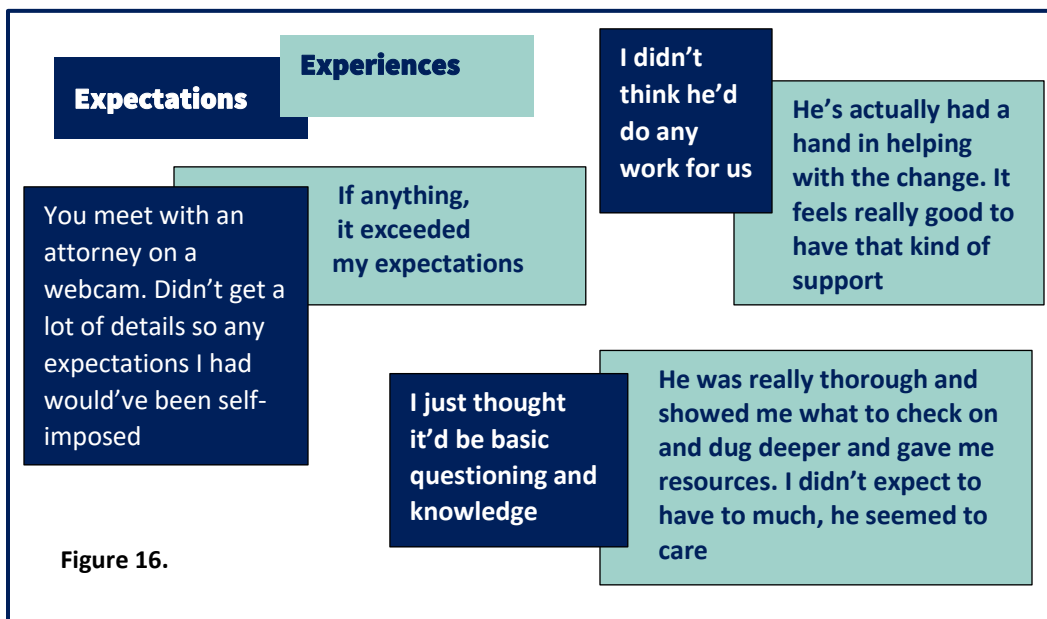 Expectations
Experiences
You meet with an
attorney on a
webcam. Didn't get a
lot of details so any
expectations I had
would've been self-
imposed
If anything,
it exceeded
my expectations
I didn't
think he'd
do any
work for us
He's actually had a
hand in helping
with the change. It
feels really good to
have that kind of
support
I just thought
it'd be basic
questioning and
knowledge
He was really thorough and
showed me what to check on
and dug deeper and gave me
resources. I didn't expect to
have to much, he seemed to
care
Figure 16.